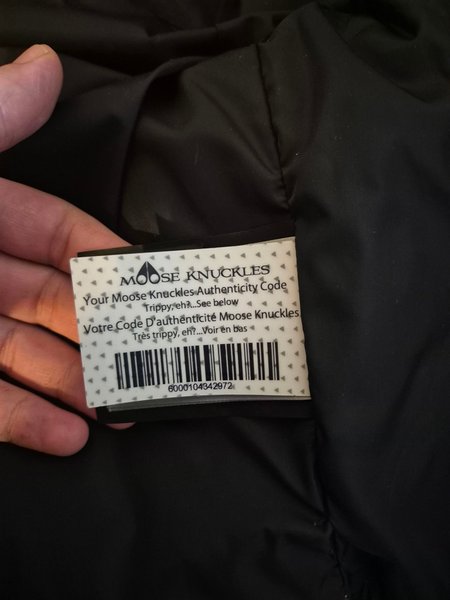 MOOSE KNUCKLES
Your Moose Knuckles Authenticity Code
Trippy, eh?...See below
Votre Code D'authenticité Moose Knuckles
Très trippy, eh?...Voir en bas
6000104342972